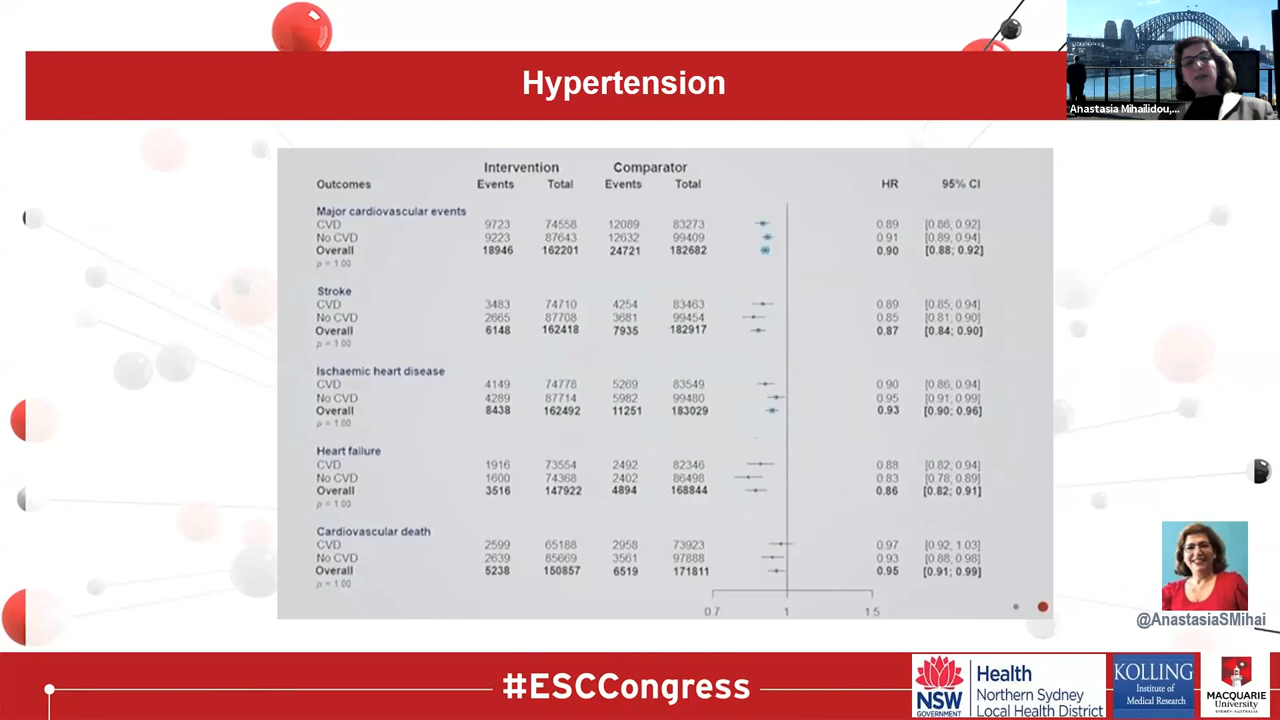 Hypertension
Anastasia Mihailidou,...
Intervention Comparator
Outcomes Events Total Events Total HR 95% CI
Major cardiovascular events
CVD 9723 74558 12089 83273 0.89 [0.86; 0.92]
No CVD 9223 87643 12632 99409 0.91 [0.89; 0.94]
Overall 18946 162201 24721 182682 0.90 [0.88; 0.92]
p = 1.00
Stroke
CVD 3483 74710 4254 83463 0.89 [0.85; 0.94]
No CVD 2665 87708 3681 99454 0.85 [0.81; 0.90]
Overall 6148 162418 7935 182917 0.87 [0.84; 0.90]
p = 1.00
Ischaemic heart disease
CVD 4149 74778 5269 83549 0.90 [0.86; 0.94]
No CVD 4289 87714 5982 99480 0.95 [0.91; 0.99]
Overall 8438 162492 11251 183029 0.93 [0.90; 0.96]
p = 1.00
Heart failure
CVD 1916 73554 2492 82346 0.88 [0.82; 0.94]
No CVD 1600 74368 2402 86498 0.83 [0.78; 0.89]
Overall 3516 147922 4894 168844 0.86 [0.82; 0.91]
p = 1.00
Cardiovascular death
CVD 2599 65188 2958 73923 0.97 [0.92; 1.03]
No CVD 2639 85669 3561 97888 0.93 [0.88; 0.98]
Overall 5238 150857 6519 171811 0.95 [0.91; 0.99]
p = 1.00
0.7 1 1.5
@AnastasiaSMihai
#ESCCongress
NSW
GOVERNMENT
Health
Northern Sydney
Local Health District
KOLLING
Institute of
Medical Research
MACQUARIE
University
SYDNEY·AUSTRALIA